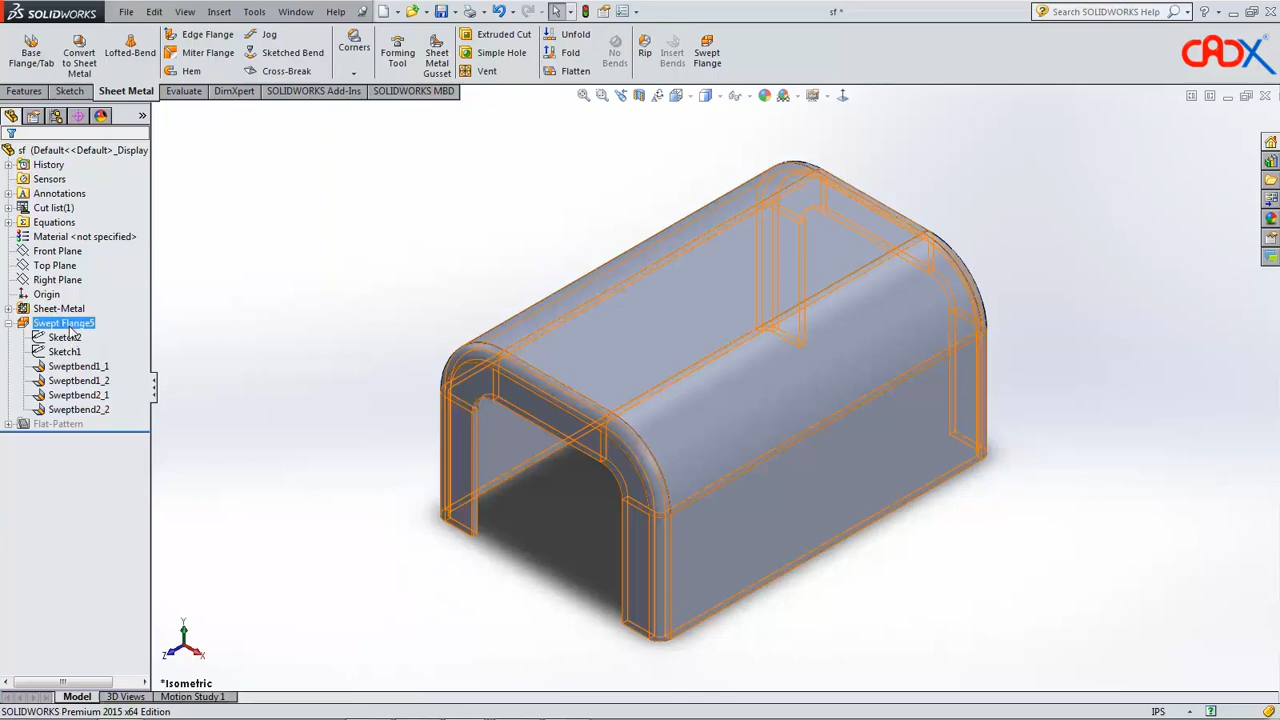 SOLIDWORKS
File Edit View Insert Tools Window Help
sf *
Search SOLIDWORKS Help
Base Flange/Tab
Convert to Sheet Metal
Lofted-Bend
Edge Flange
Miter Flange
Hem
Jog
Sketched Bend
Cross-Break
Corners
Forming Tool
Sheet Metal Gusset
Extruded Cut
Simple Hole
Vent
Unfold
Fold
Flatten
No Bends
Rip
Insert Bends
Swept Flange
CADX
Features Sketch Sheet Metal Evaluate DimXpert SOLIDWORKS Add-Ins SOLIDWORKS MBD
sf (Default<<Default>_Display
History
Sensors
Annotations
Cut list(1)
Equations
Material <not specified>
Front Plane
Top Plane
Right Plane
Origin
Sheet-Metal
Swept Flange5
Sketch2
Sketch1
Sweptbend1_1
Sweptbend1_2
Sweptbend2_1
Sweptbend2_2
Flat-Pattern
Y
Z X
*Isometric
Model 3D Views Motion Study 1
SOLIDWORKS Premium 2015 x64 Edition
IPS